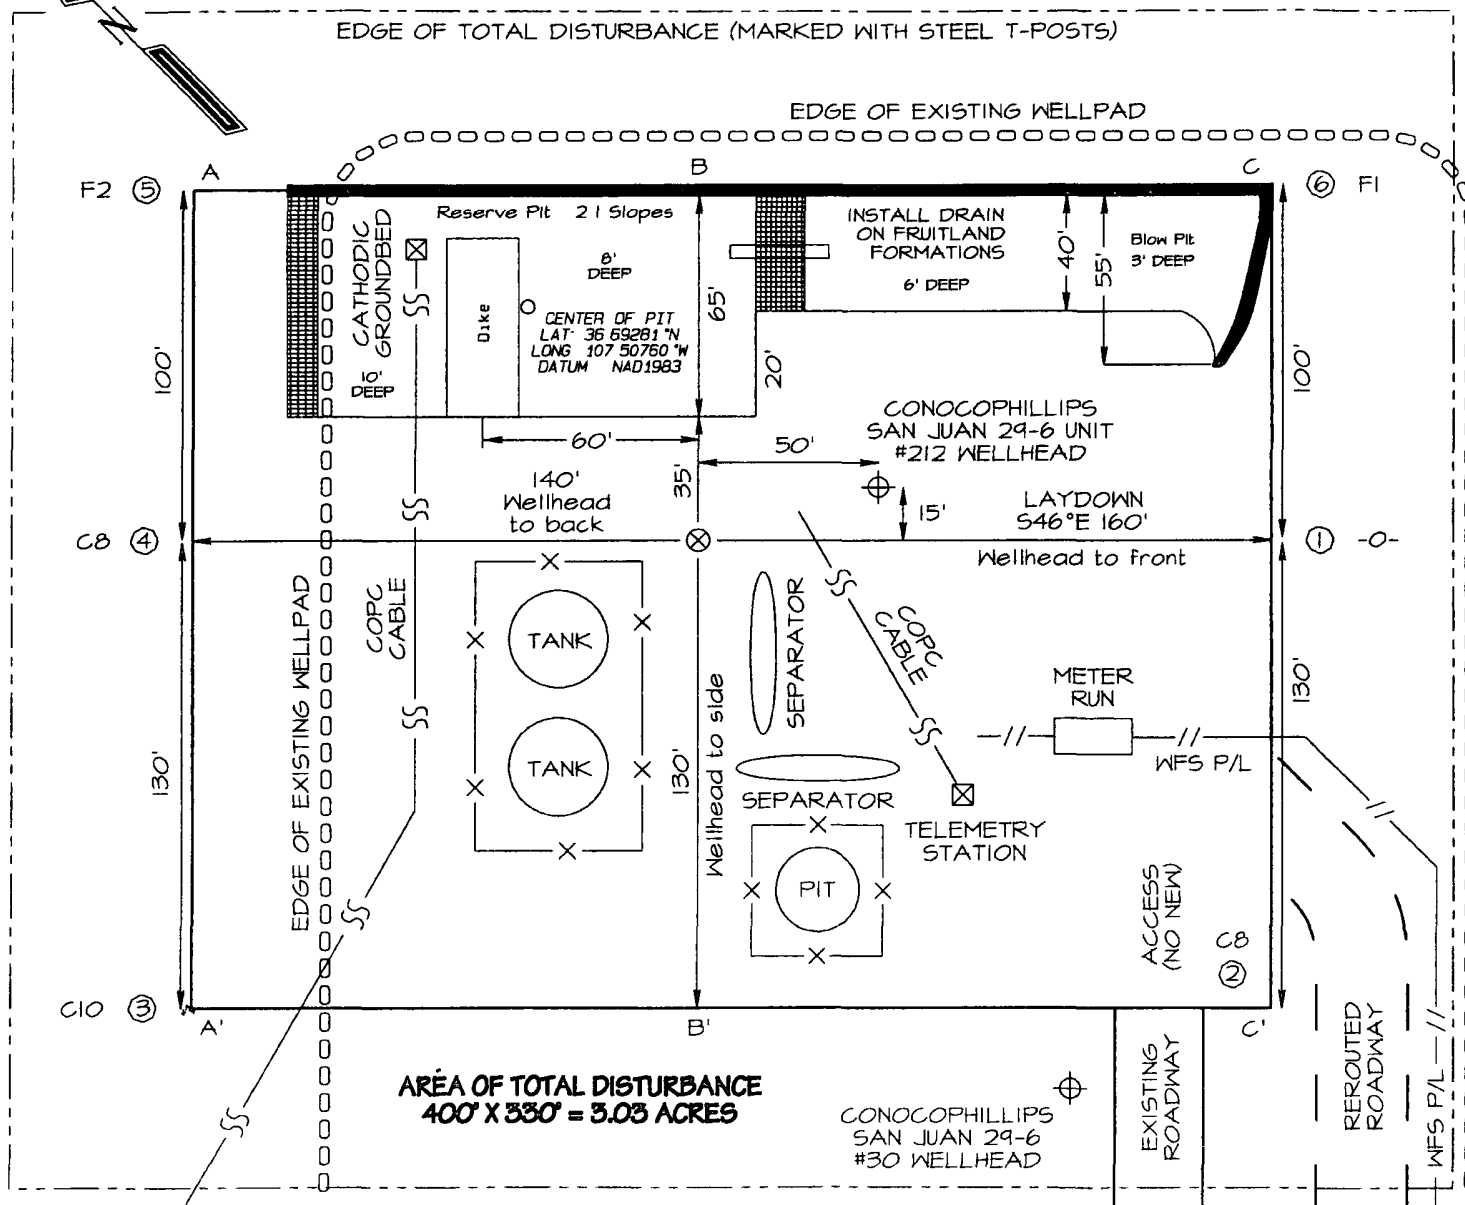 N
EDGE OF TOTAL DISTURBANCE (MARKED WITH STEEL T-POSTS)
EDGE OF EXISTING WELLPAD
A
B
C
F2 5
6 F1
Reserve Pit 2 1 Slopes
CATHODIC
GROUNDBED
10'
DEEP
8'
DEEP
Dike
CENTER OF PIT
LAT· 36 69281 °N
LONG 107 50760 °W
DATUM NAD1983
65'
20'
INSTALL DRAIN
ON FRUITLAND
FORMATIONS
6' DEEP
40'
55'
Blow Pit
3' DEEP
100'
100'
CONOCOPHILLIPS
SAN JUAN 29-6 UNIT
#212 WELLHEAD
60'
50'
35'
15'
140'
Wellhead
to back
LAYDOWN
S46°E 160'
Wellhead to front
C8 4
1 -0-
EDGE OF EXISTING WELLPAD
COPC
CABLE
TANK
TANK
SEPARATOR
COPC
CABLE
METER
RUN
WFS P/L
130'
130'
130'
Wellhead to side
SEPARATOR
TELEMETRY
STATION
PIT
ACCESS
(NO NEW)
C8
2
C10 3
A'
B'
C'
AREA OF TOTAL DISTURBANCE
400' X 330' = 3.03 ACRES
CONOCOPHILLIPS
SAN JUAN 29-6
#30 WELLHEAD
EXISTING
ROADWAY
REROUTED
ROADWAY
WFS P/L